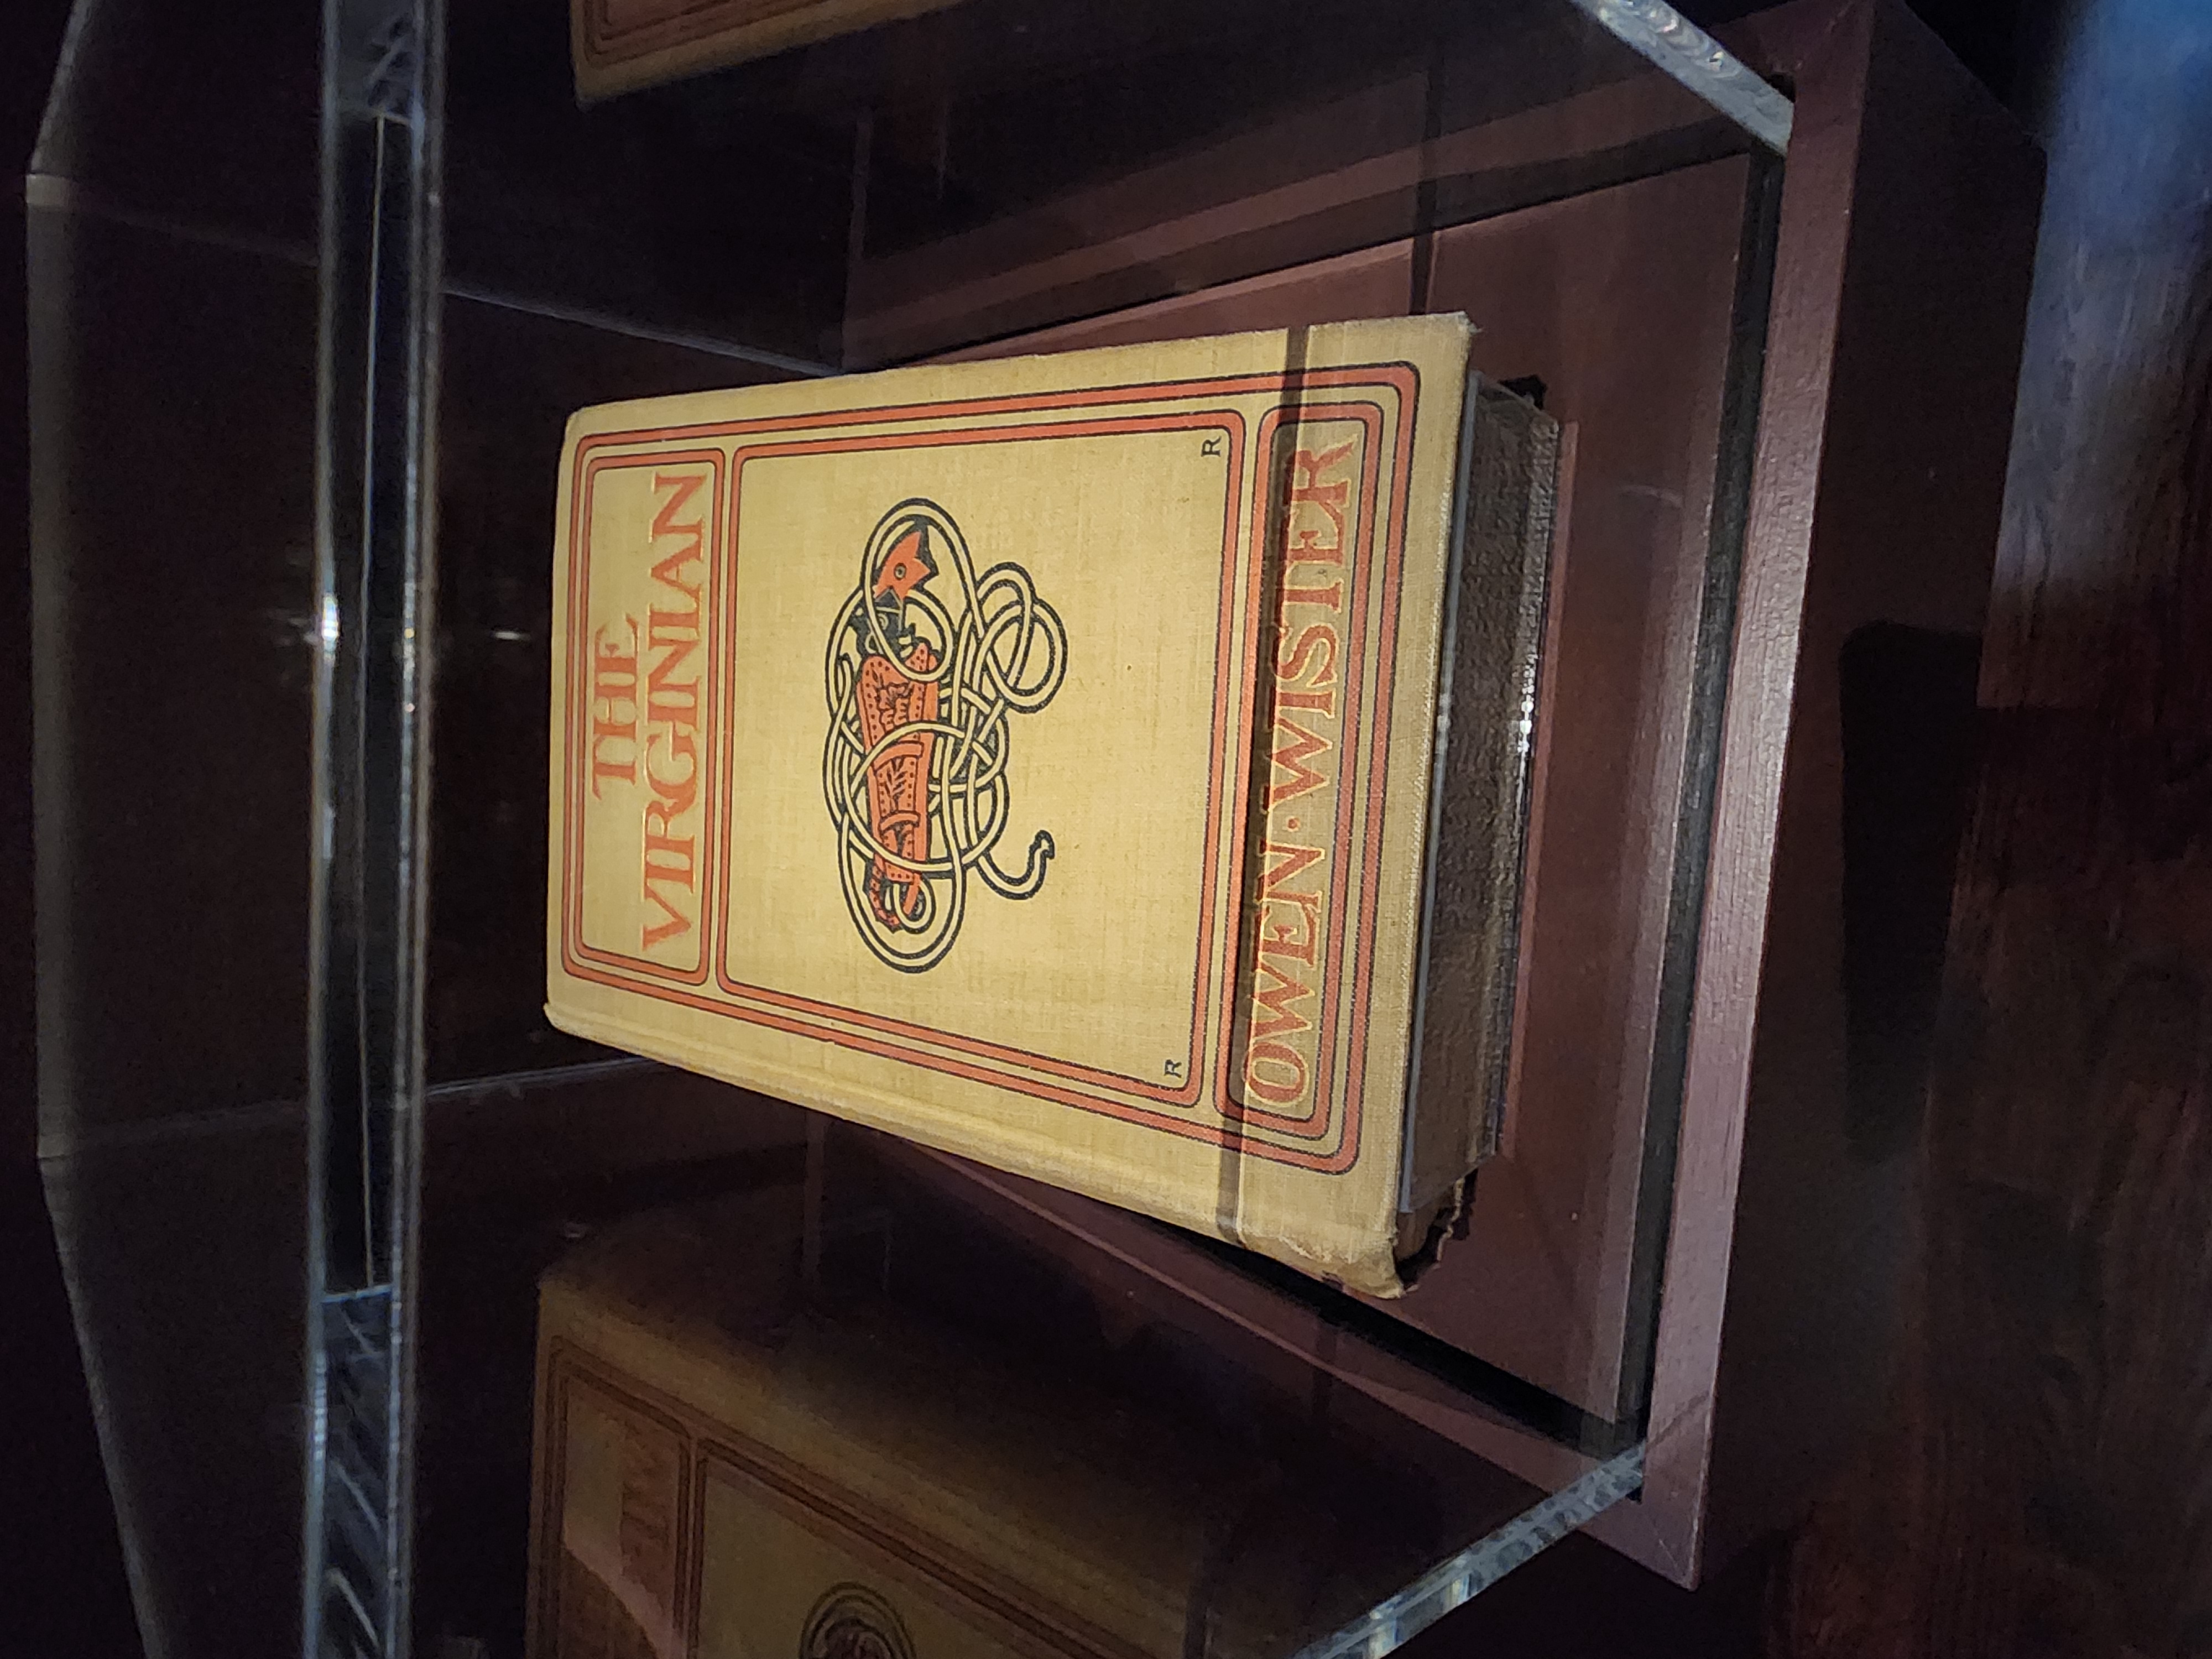 THE
VIRGINIAN
R R
OWEN·WISTER